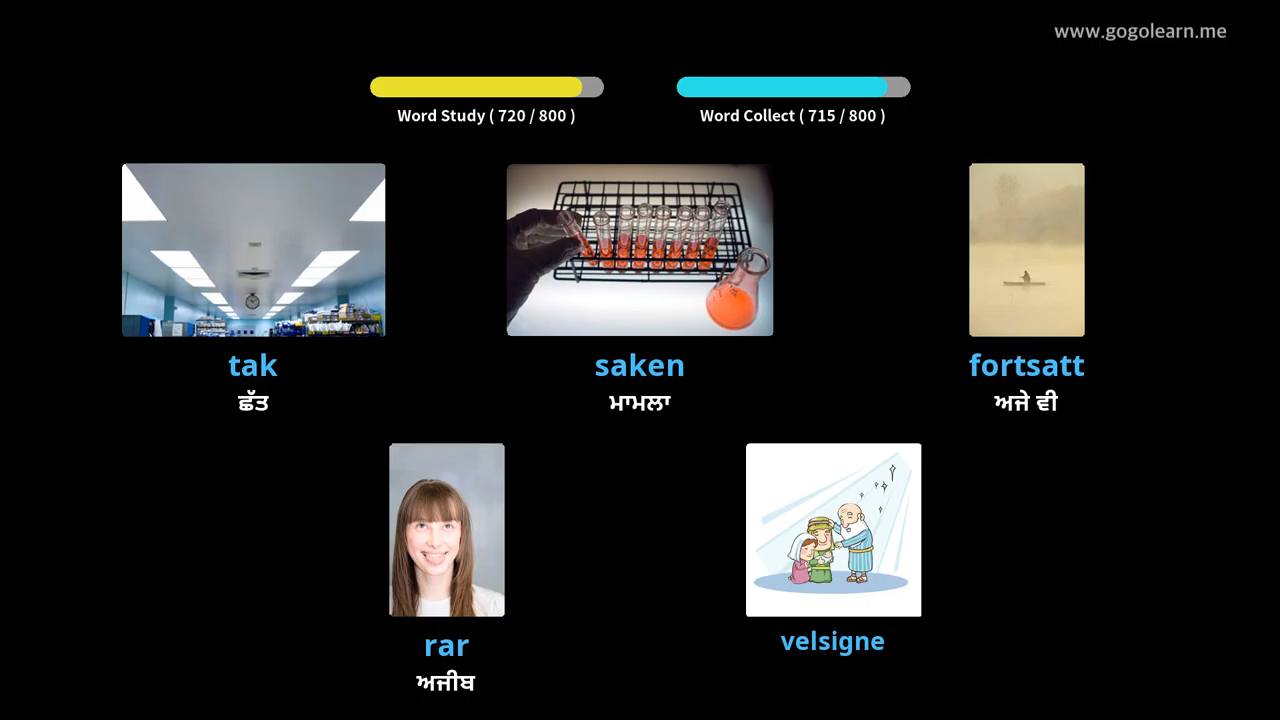 www.gogolearn.me
Word Study ( 720 / 800 )
Word Collect ( 715 / 800 )
tak
ਛੱਤ
saken
ਮਾਮਲਾ
fortsatt
ਅਜੇ ਵੀ
rar
ਅਜੀਬ
velsigne